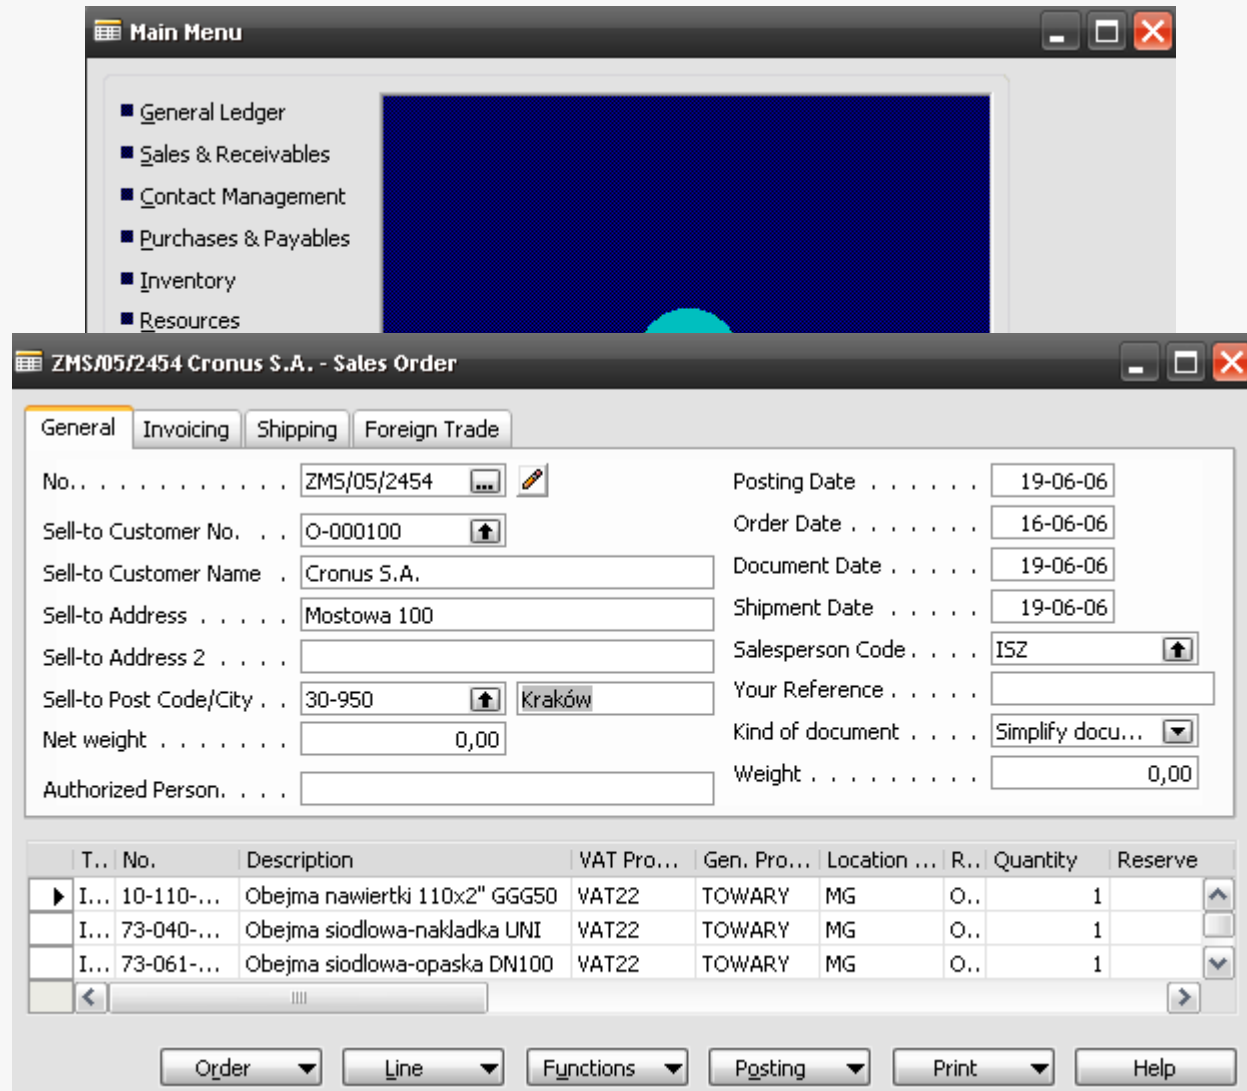 Main Menu
General Ledger
Sales & Receivables
Contact Management
Purchases & Payables
Inventory
Resources
ZMS/05/2454 Cronus S.A. - Sales Order
General Invoicing Shipping Foreign Trade
No. ZMS/05/2454 ... Posting Date 19-06-06
Sell-to Customer No. O-000100 Order Date 16-06-06
Sell-to Customer Name Cronus S.A. Document Date 19-06-06
Sell-to Address Mostowa 100 Shipment Date 19-06-06
Sell-to Address 2 Salesperson Code ISZ
Sell-to Post Code/City 30-950 Kraków Your Reference
Net weight 0,00 Kind of document Simplify docu...
Authorized Person. Weight 0,00
T.. No. Description VAT Pro... Gen. Pro... Location ... R.. Quantity Reserve
I... 10-110-... Obejma nawiertki 110x2" GGG50 VAT22 TOWARY MG O.. 1
I... 73-040-... Obejma siodlowa-nakladka UNI VAT22 TOWARY MG O.. 1
I... 73-061-... Obejma siodlowa-opaska DN100 VAT22 TOWARY MG O.. 1
Order Line Functions Posting Print Help